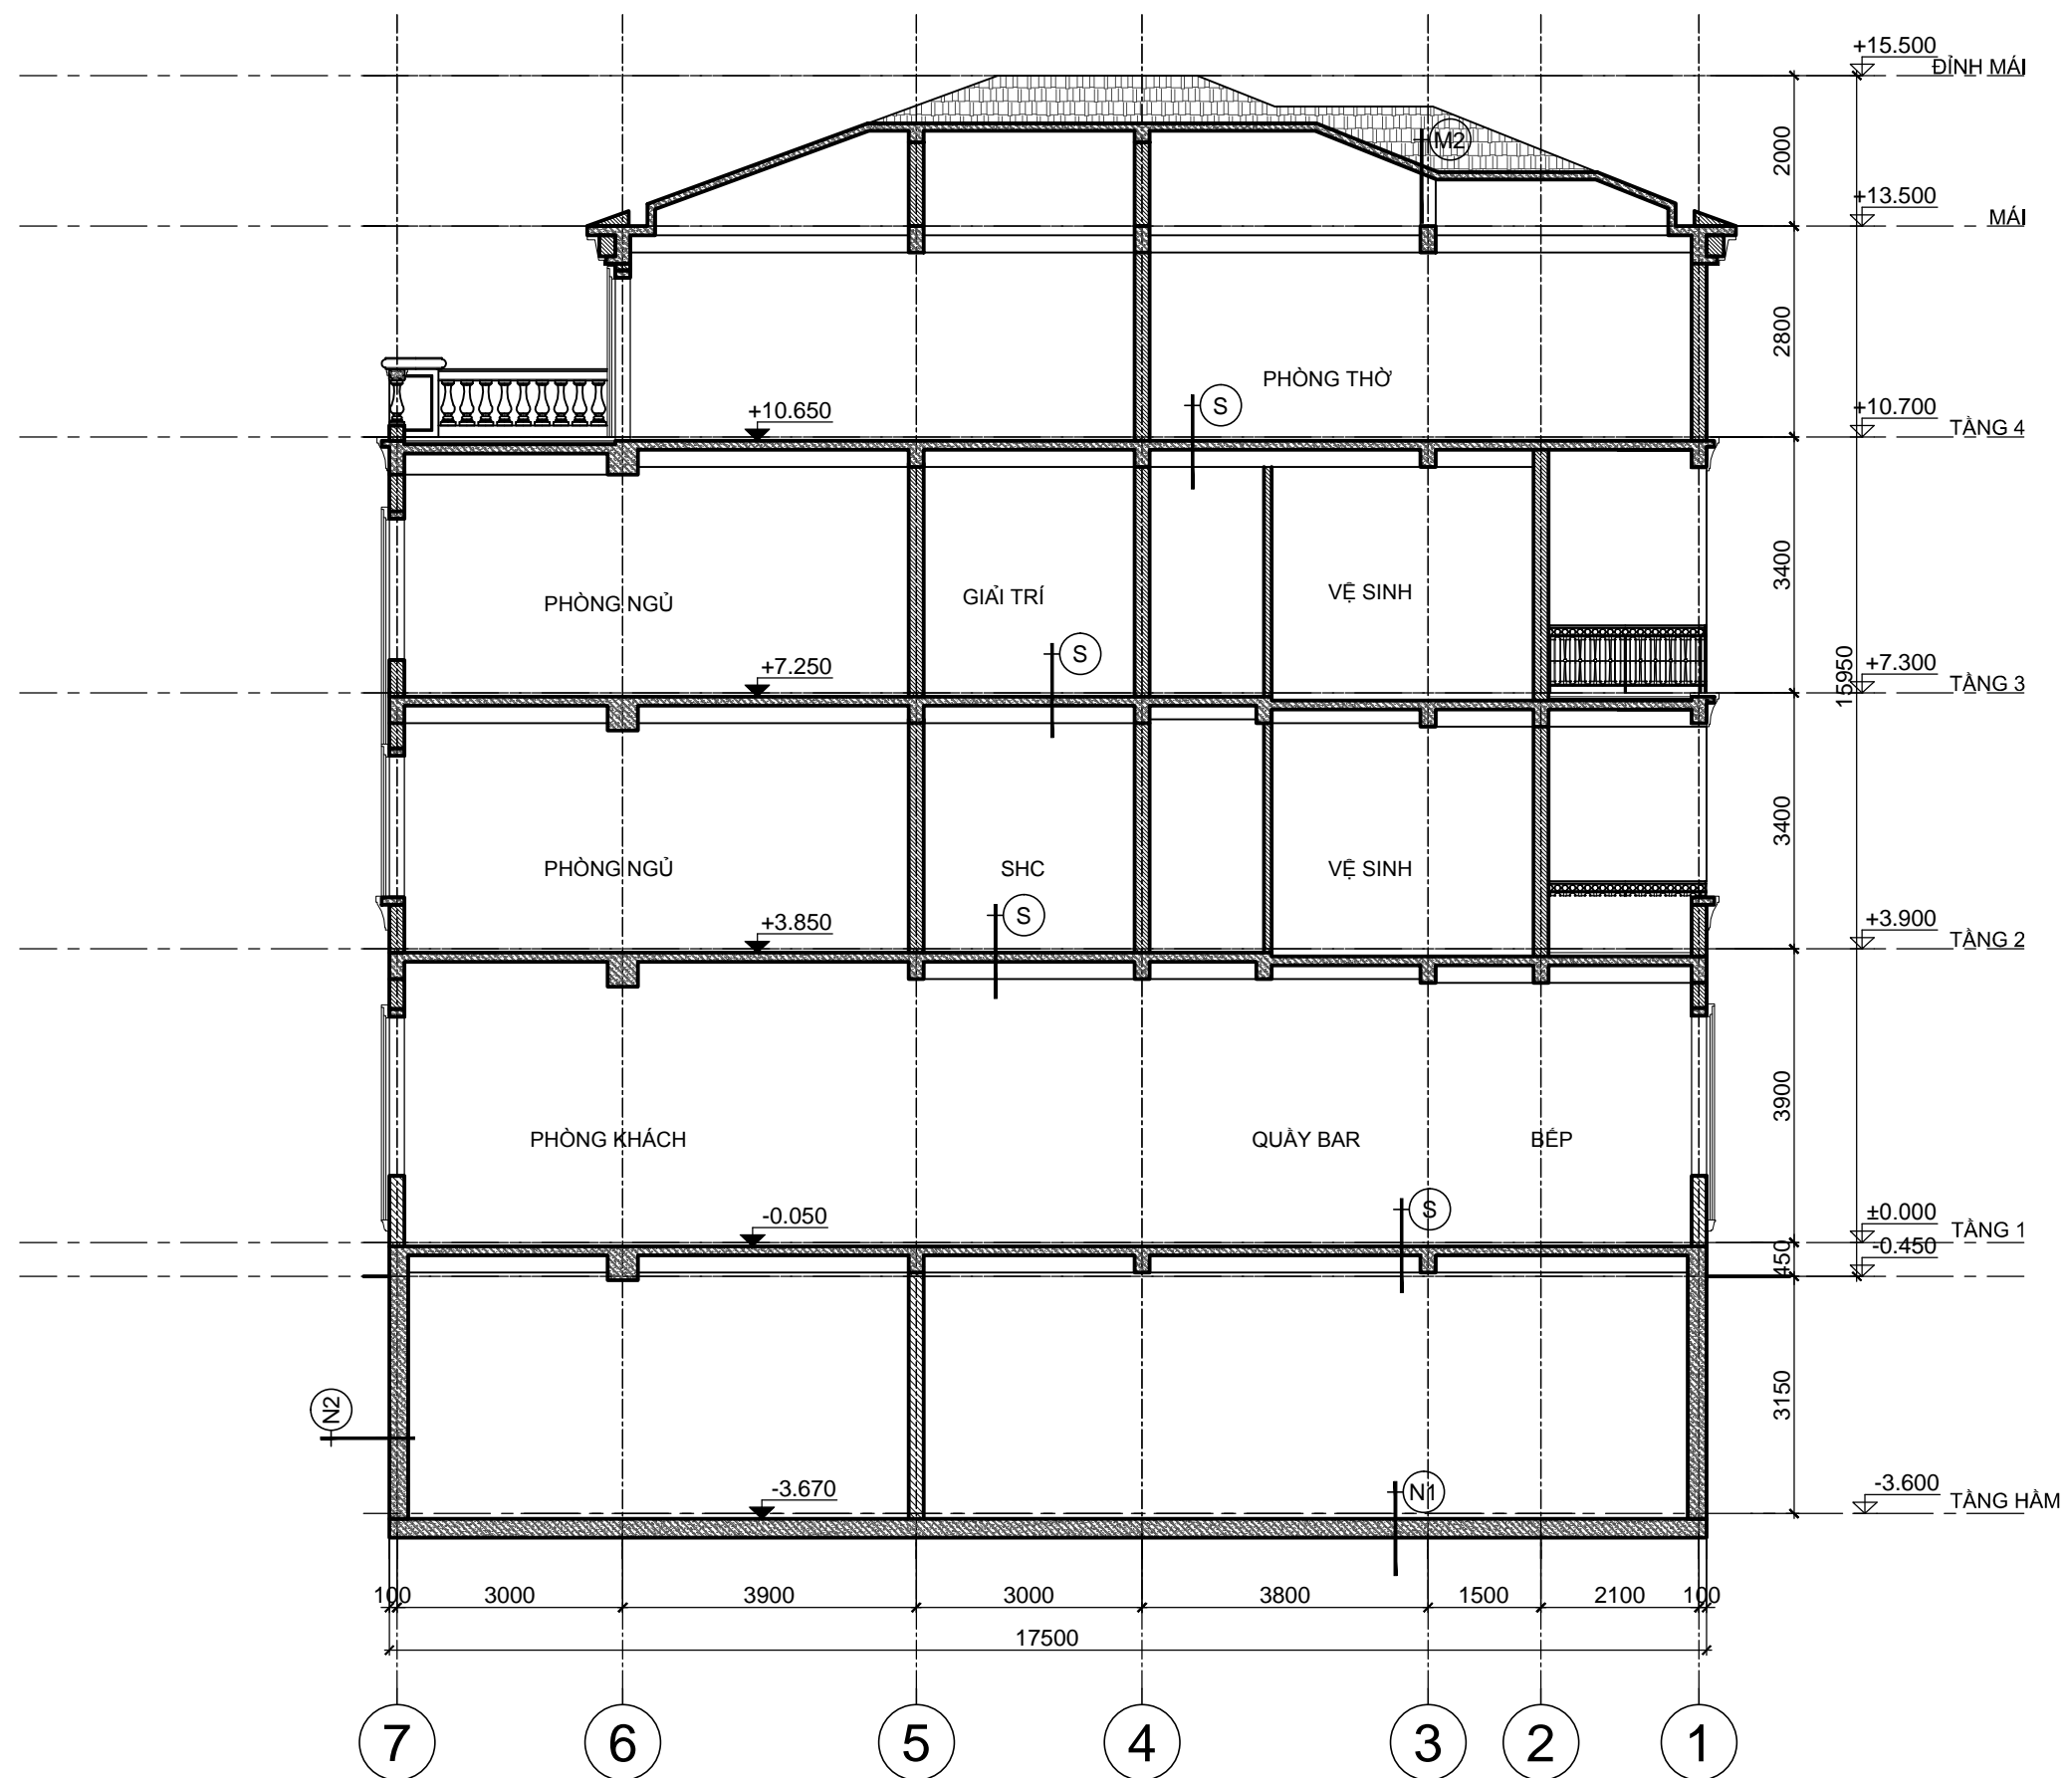 +15.500
ĐỈNH MÁI
M2
2000
+13.500
MÁI
2800
PHÒNG THỜ
+10.650
S
+10.700
TẦNG 4
3400
PHÒNG NGỦ
GIẢI TRÍ
VỆ SINH
S
+7.250
15950
+7.300
TẦNG 3
3400
PHÒNG NGỦ
SHC
VỆ SINH
+3.850
S
+3.900
TẦNG 2
3900
PHÒNG KHÁCH
QUẦY BAR
BẾP
-0.050
S
±0.000
TẦNG 1
450
-0.450
3150
N2
-3.670
N1
-3.600
TẦNG HẦM
100 3000 3900 3000 3800 1500 2100 100
17500
7 6 5 4 3 2 1